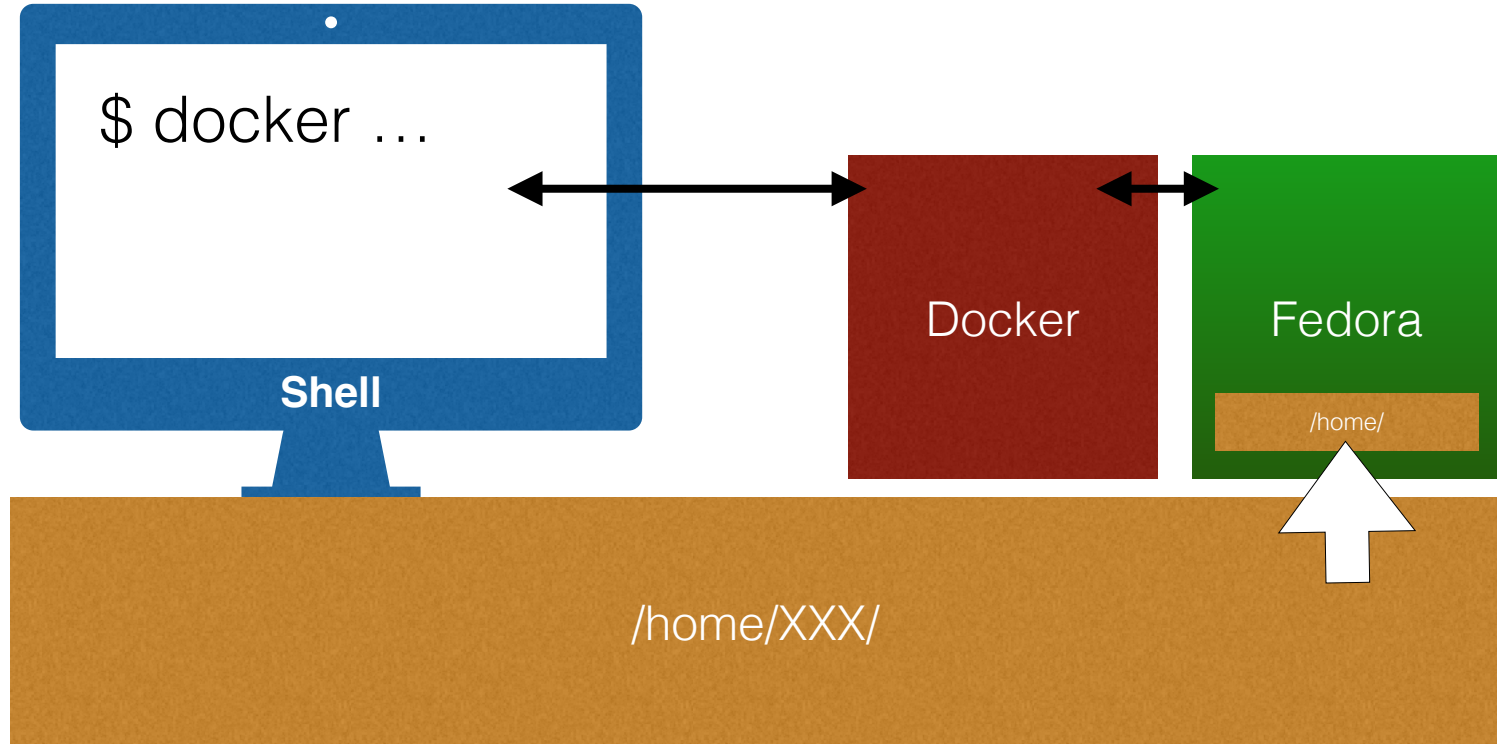 $ docker …
Shell
Docker
Fedora
/home/
/home/XXX/